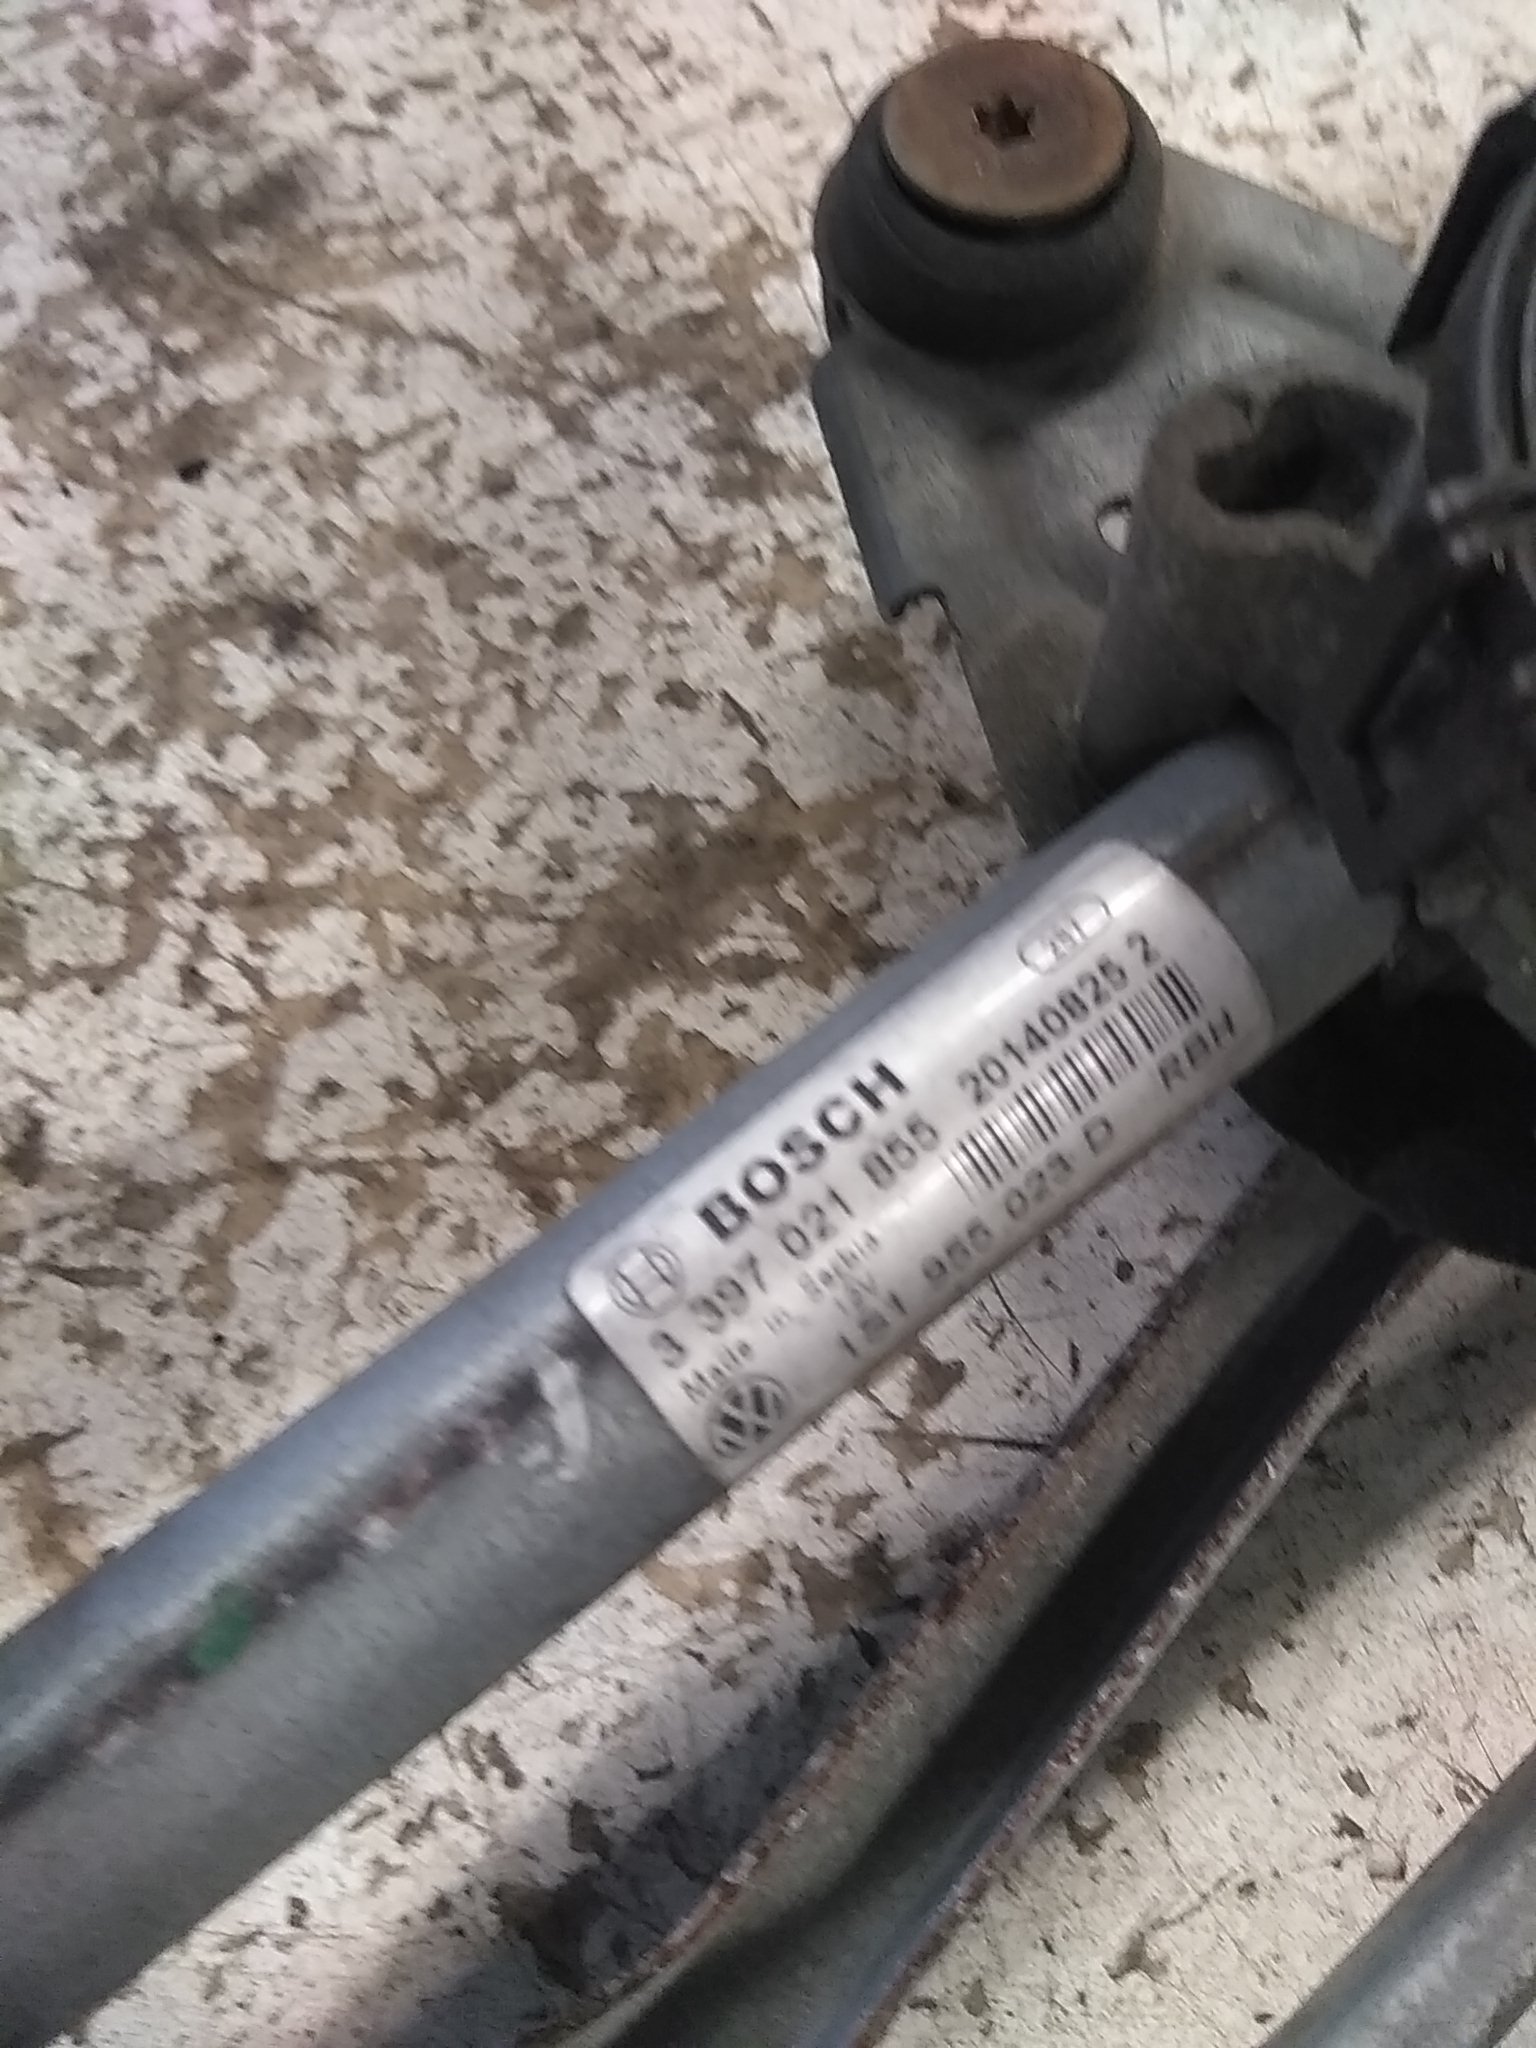 BOSCH
3 397 021 855 20140825 2
Made in Serbia
12V
1S1 955 023 D RBH